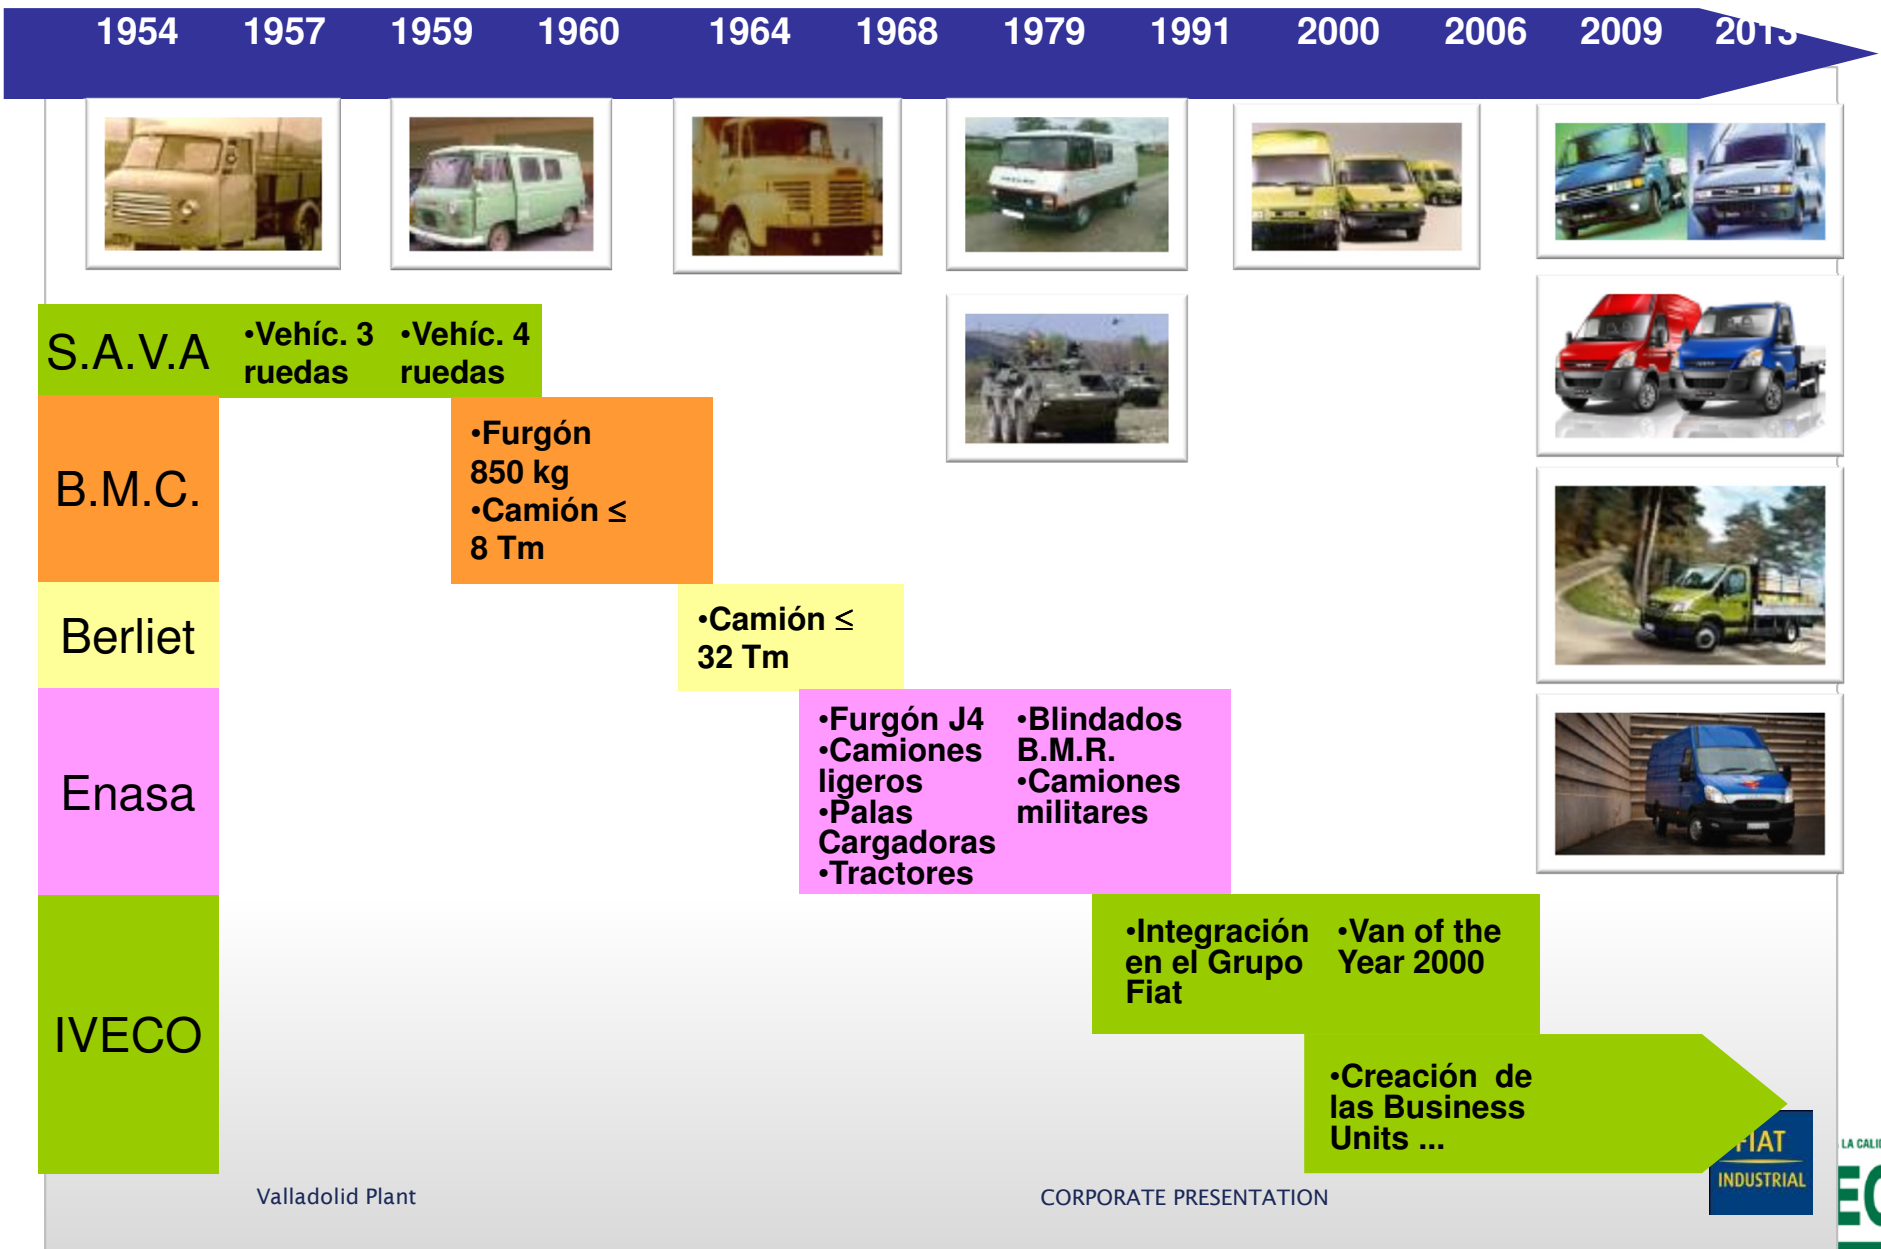 1954 1957 1959 1960 1964 1968 1979 1991 2000 2006 2009 2013
S.A.V.A
•Vehíc. 3
ruedas
•Vehíc. 4
ruedas
B.M.C.
•Furgón
850 kg
•Camión ≤
8 Tm
Berliet
•Camión ≤
32 Tm
Enasa
•Furgón J4
•Camiones
ligeros
•Palas
Cargadoras
•Tractores
•Blindados
B.M.R.
•Camiones
militares
IVECO
•Integración
en el Grupo
Fiat
•Van of the
Year 2000
•Creación de
las Business
Units ...
FIAT
INDUSTRIAL
Valladolid Plant
CORPORATE PRESENTATION